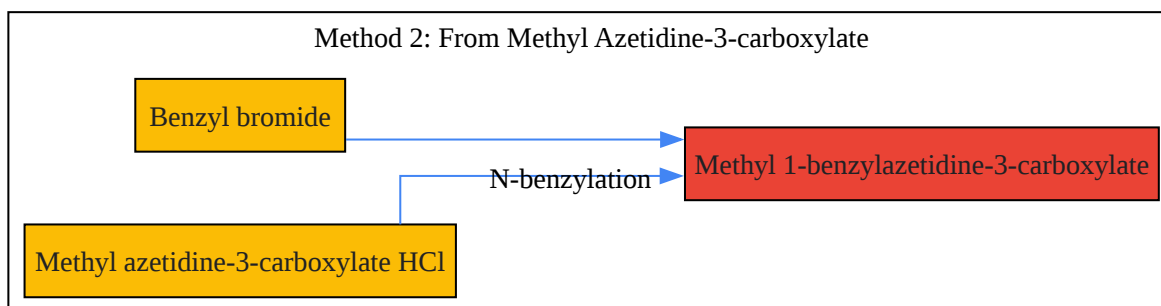 Method 2: From Methyl Azetidine-3-carboxylate
Benzyl bromide
Methyl 1-benzylazetidine-3-carboxylate
N-benzylation
Methyl azetidine-3-carboxylate HCl